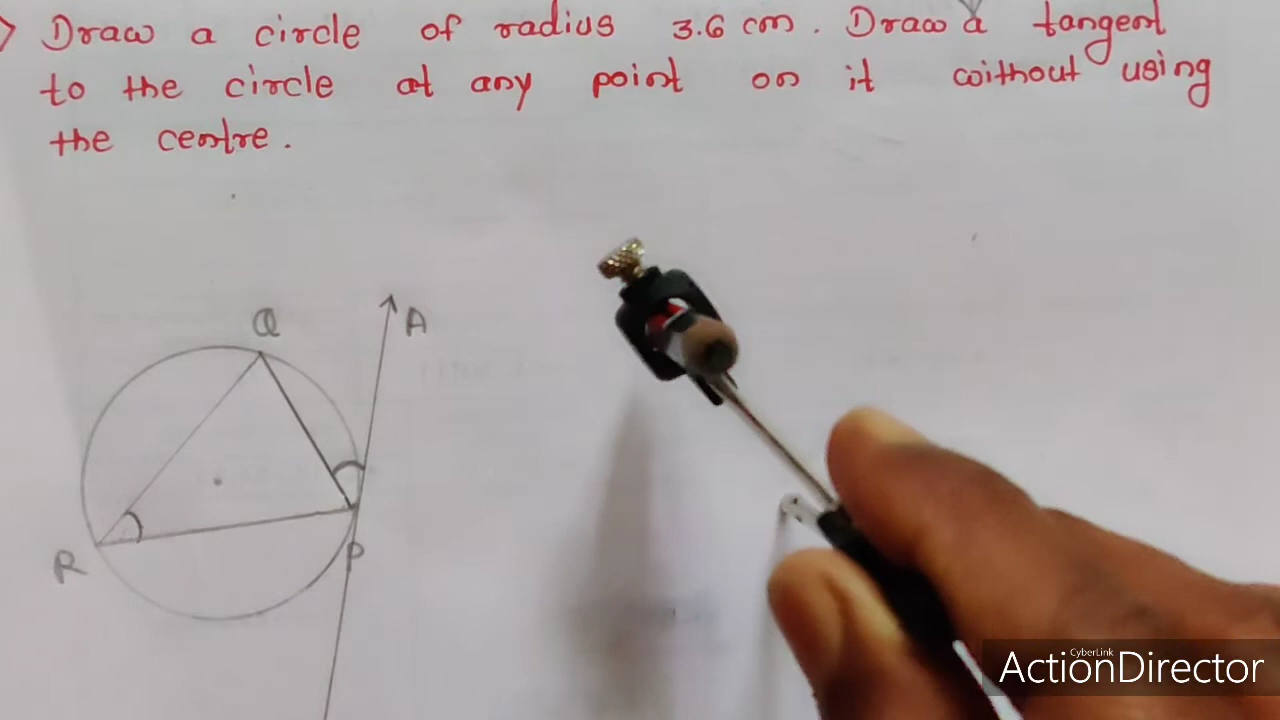 Draw a circle of radius 3.6 cm. Draw a tangent
to the circle at any point on it without using
the centre.
Q
A
R
P
CyberLink
ActionDirector